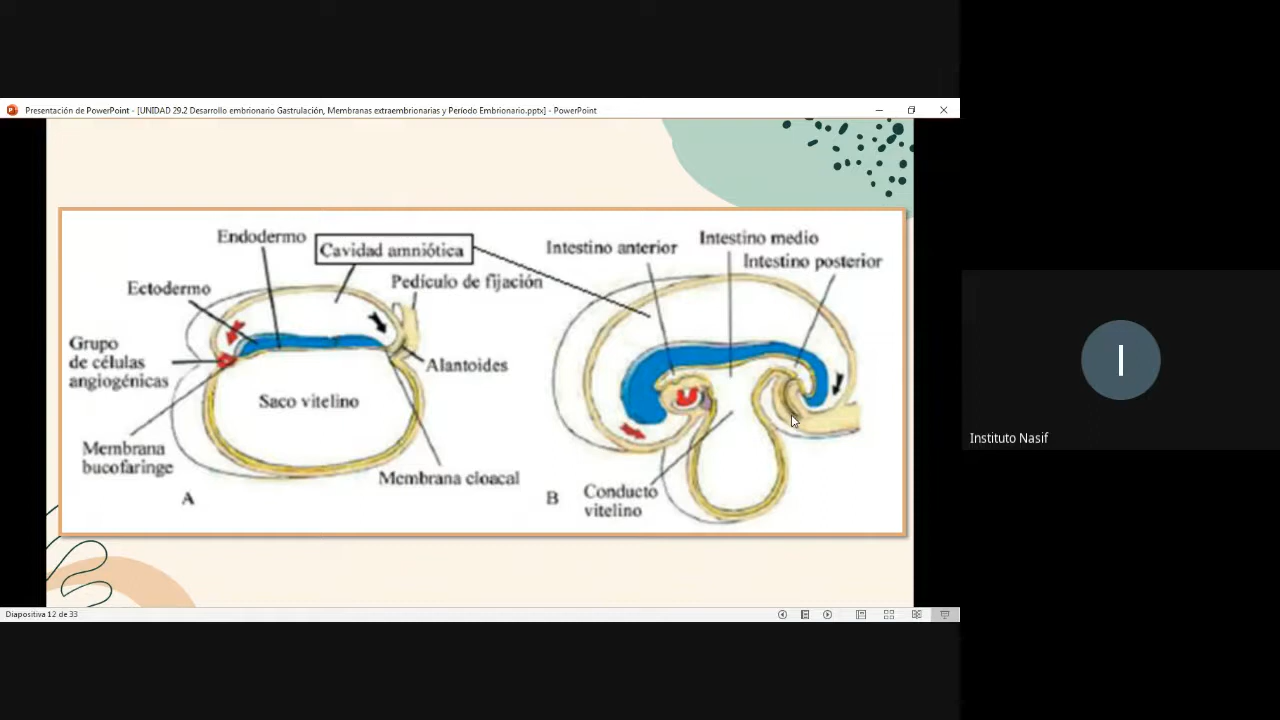 Presentación de PowerPoint - [UNIDAD 29.2 Desarrollo embrionario Gastrulación, Membranas extraembrionarias y Período Embrionario.pptx] - PowerPoint
Endodermo
Cavidad amniótica
Pedículo de fijación
Ectodermo
Grupo
de células
angiogénicas
Alantoides
Saco vitelino
Membrana
bucofaringe
Membrana cloacal
A
Intestino anterior
Intestino medio
Intestino posterior
Conducto
vitelino
B
Diapositiva 12 de 33
I
Instituto Nasif